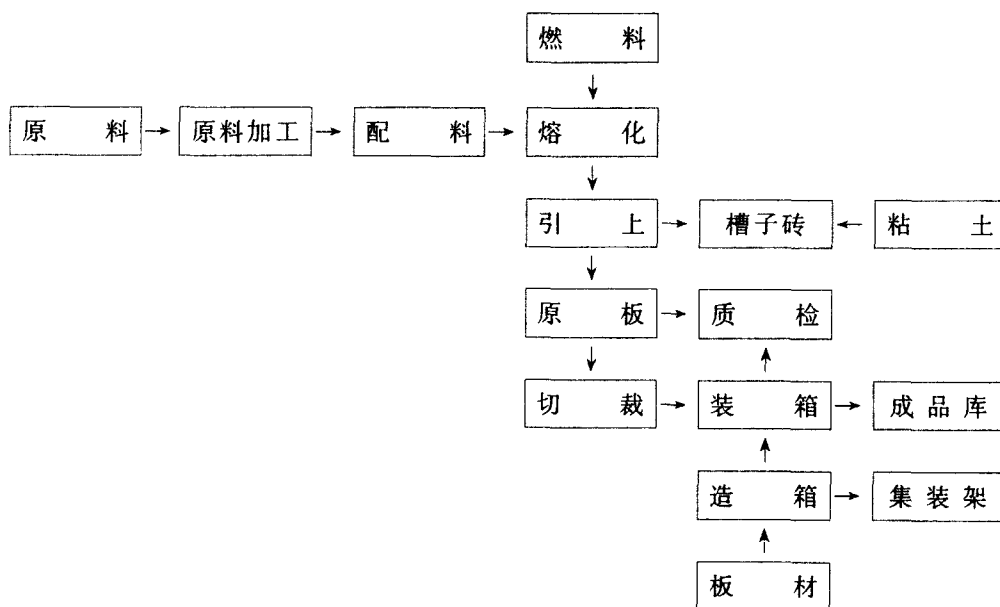 燃料
原料 原料加工 配料 熔化
引上 槽子砖 粘土
原板 质检
切裁 装箱 成品库
造箱 集装架
板材